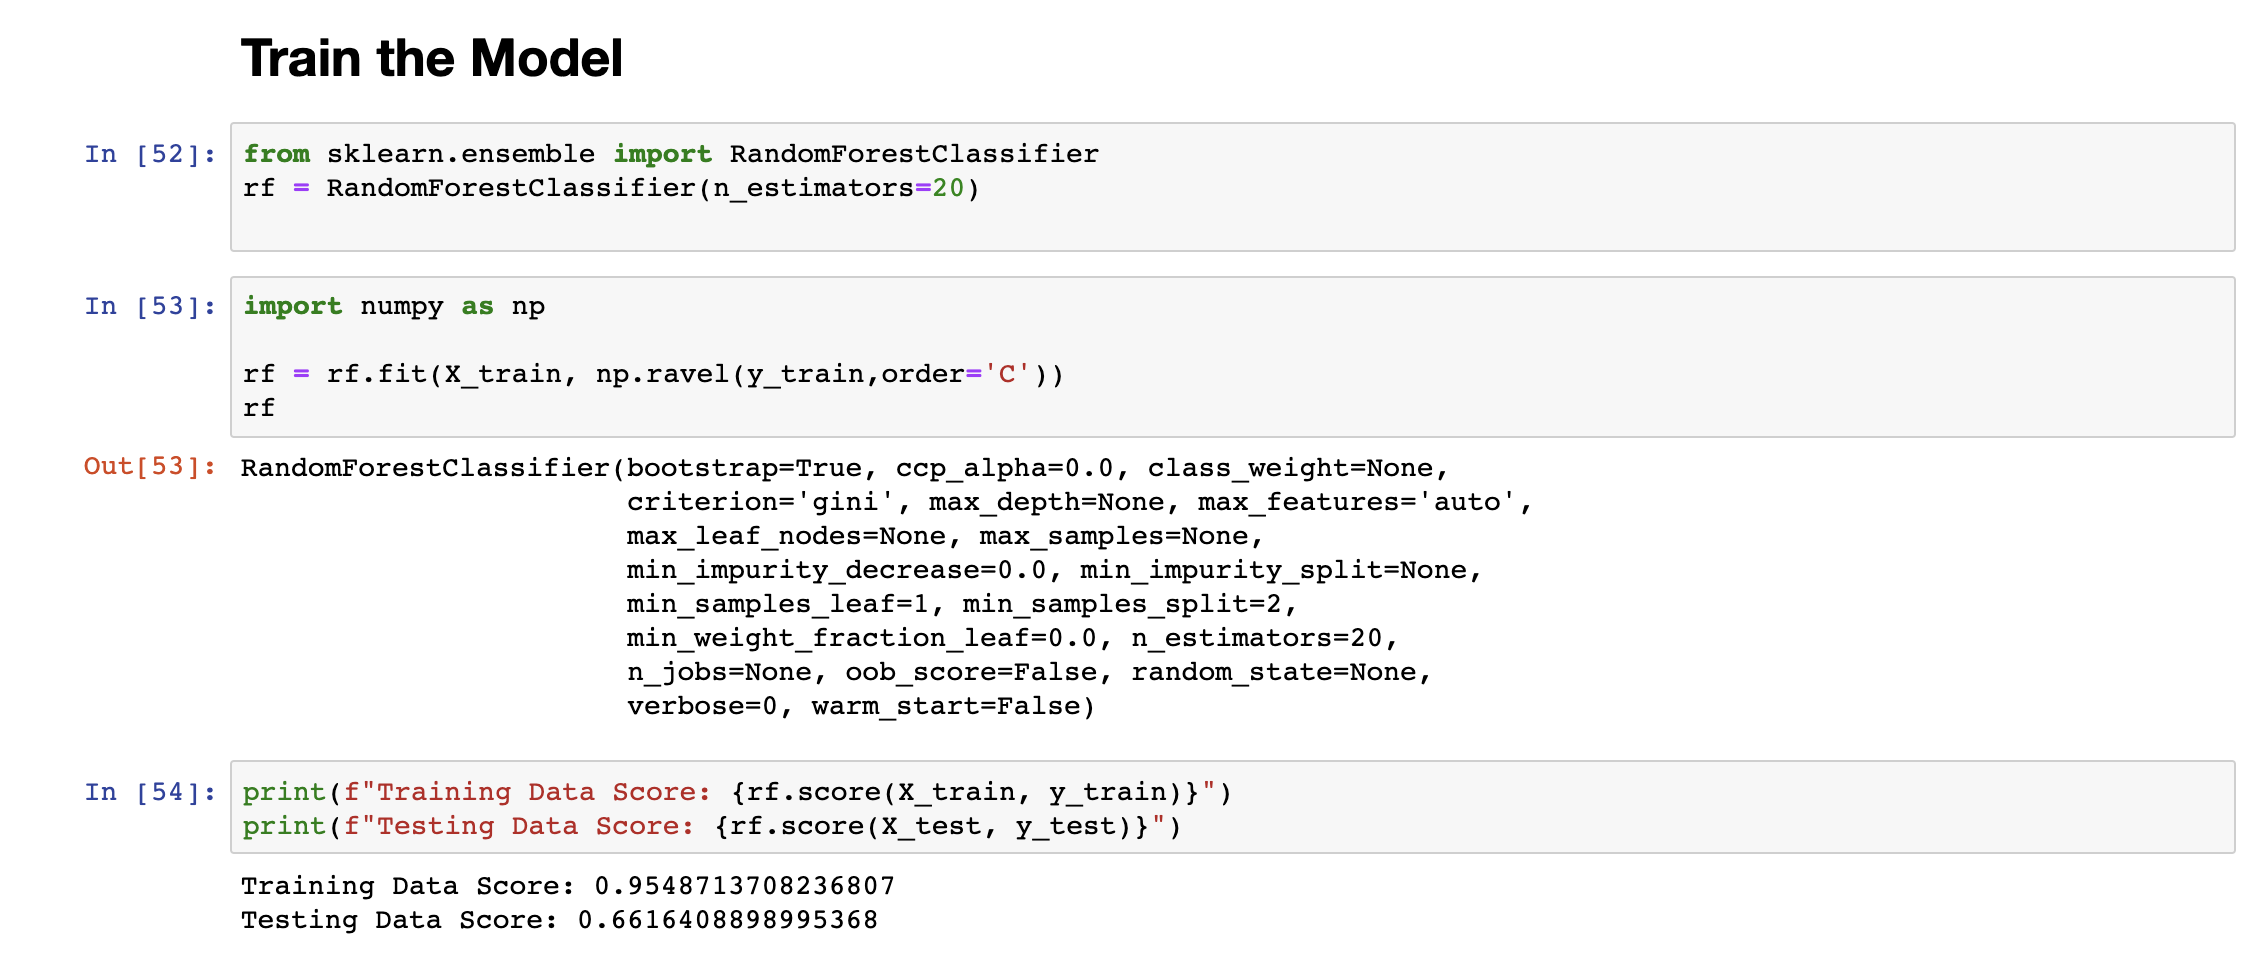 Train the Model
In [52]: from sklearn.ensemble import RandomForestClassifier
rf = RandomForestClassifier(n_estimators=20)
In [53]: import numpy as np
rf = rf.fit(X_train, np.ravel(y_train,order='C'))
rf
Out[53]: RandomForestClassifier(bootstrap=True, ccp_alpha=0.0, class_weight=None,
criterion='gini', max_depth=None, max_features='auto',
max_leaf_nodes=None, max_samples=None,
min_impurity_decrease=0.0, min_impurity_split=None,
min_samples_leaf=1, min_samples_split=2,
min_weight_fraction_leaf=0.0, n_estimators=20,
n_jobs=None, oob_score=False, random_state=None,
verbose=0, warm_start=False)
In [54]: print(f"Training Data Score: {rf.score(X_train, y_train)}")
print(f"Testing Data Score: {rf.score(X_test, y_test)}")
Training Data Score: 0.9548713708236807
Testing Data Score: 0.6616408898995368